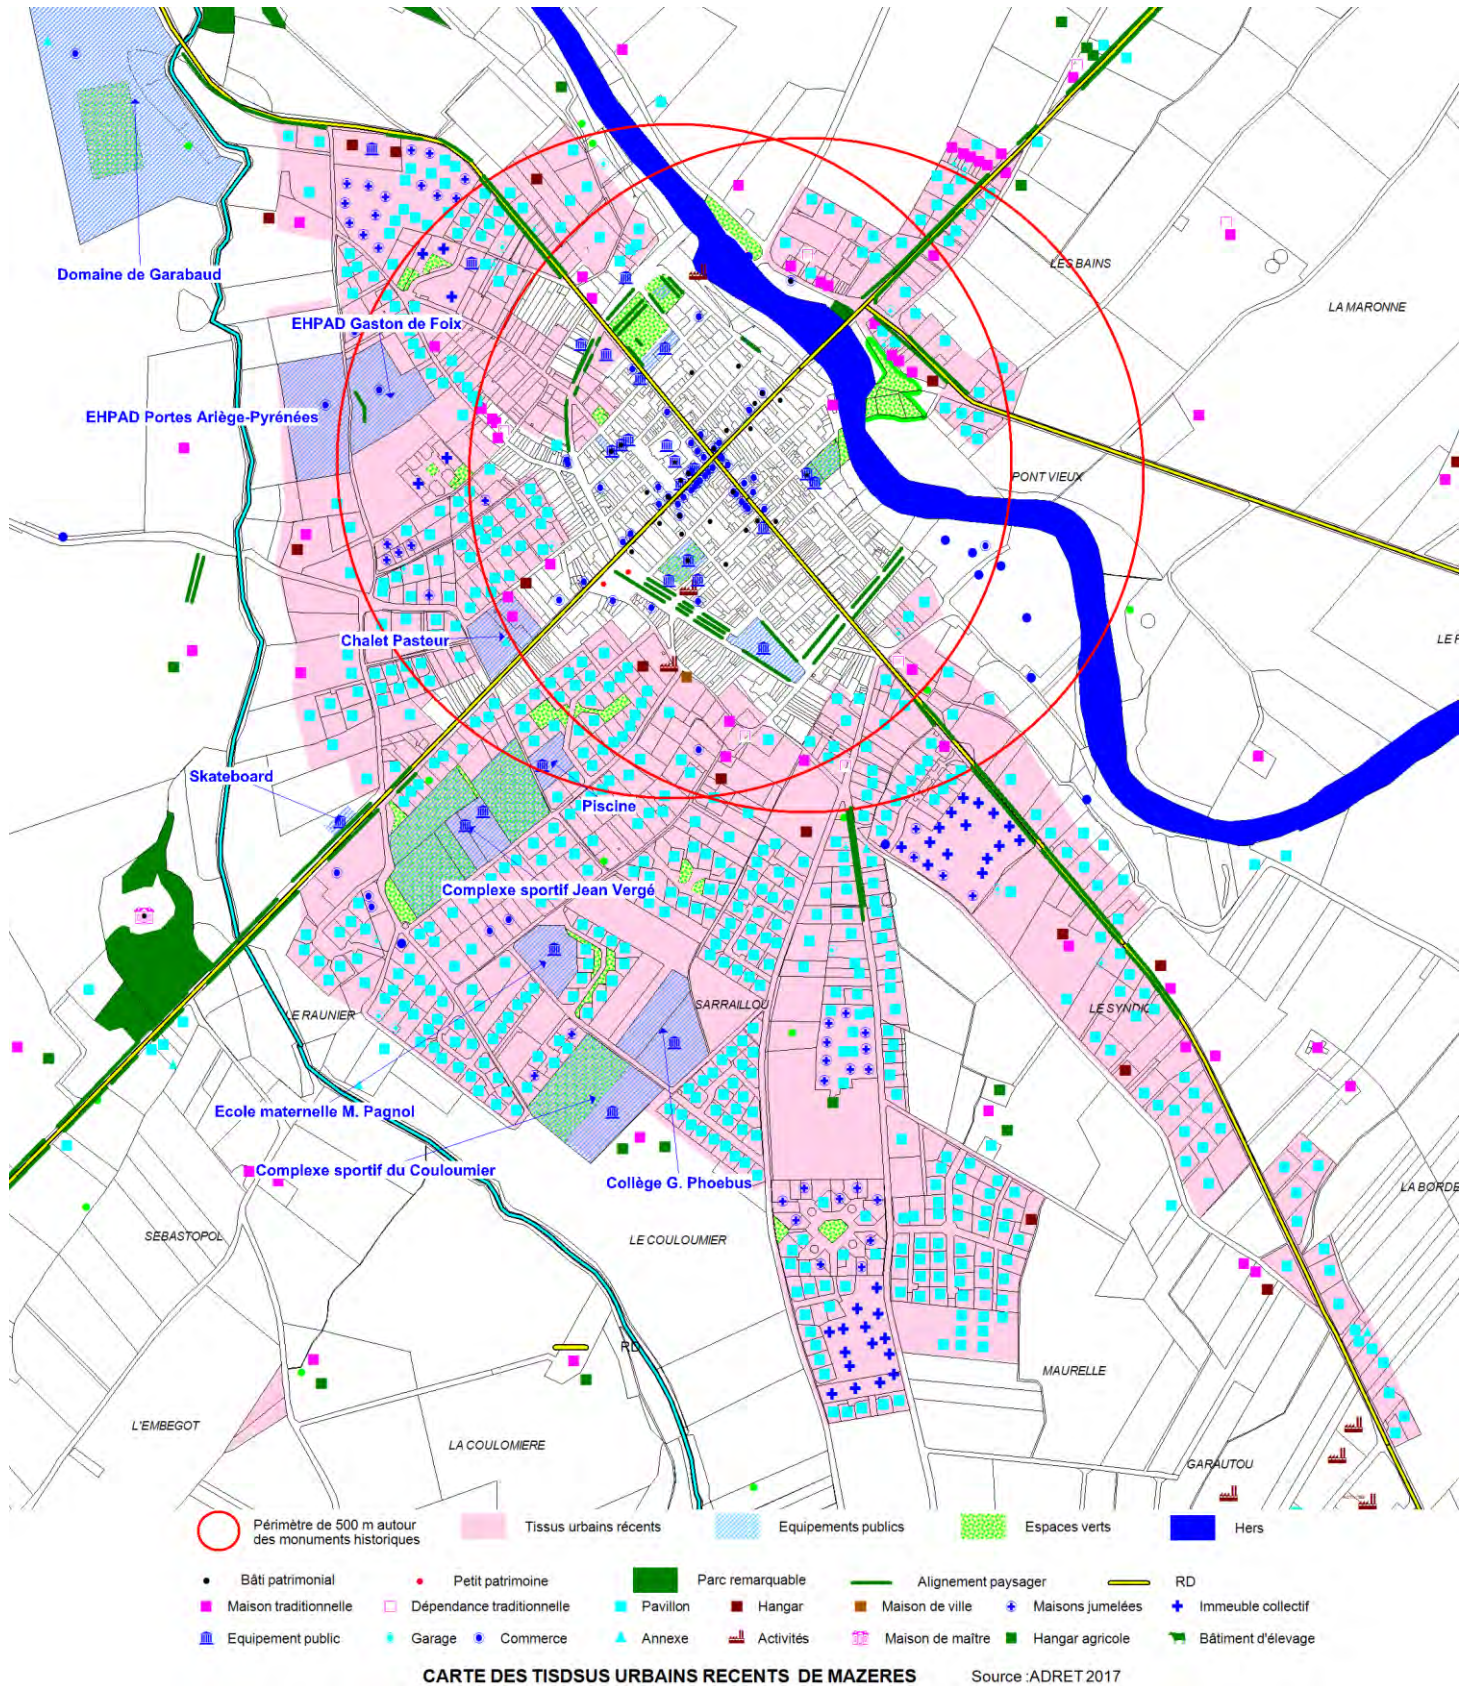 LES BAINS
Domaine de Garabaud
LA MARONNE
EHPAD Gaston de Foix
EHPAD Portes Ariège-Pyrénées
PONT VIEUX
Chalet Pasteur
LE
Skateboard
Piscine
Complexe sportif Jean Vergé
SARRAILLOU
LE SYNDIC
LE RAUNIER
Ecole maternelle M. Pagnol
Complexe sportif du Couloumier
Collège G. Phoebus
LA BORDE
SEBASTOPOL
LE COULOUMIER
RD
MAURELLE
L'EMBEGOT
LA COULOMIERE
GARAUTOU
Périmètre de 500 m autour
des monuments historiques
Tissus urbains récents
Equipements publics
Espaces verts
Hers
Bâti patrimonial
Petit patrimoine
Parc remarquable
Alignement paysager
RD
Maison traditionnelle
Dépendance traditionnelle
Pavillon
Hangar
Maison de ville
Maisons jumelées
Immeuble collectif
Equipement public
Garage
Commerce
Annexe
Activités
Maison de maître
Hangar agricole
Bâtiment d'élevage
CARTE DES TISDSUS URBAINS RECENTS DE MAZERES
Source :ADRET 2017